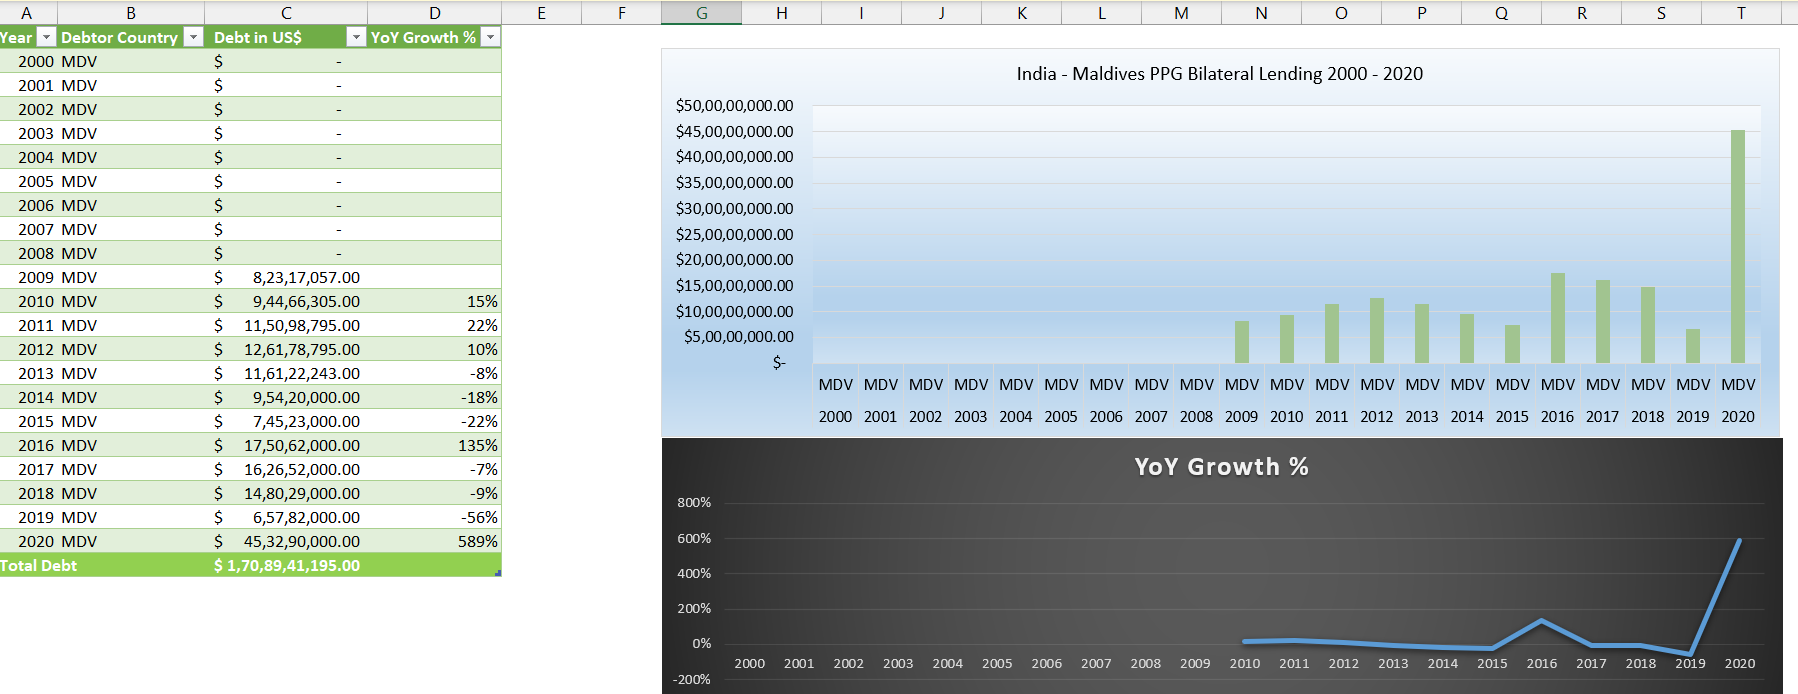 A B C D E F G H I J K L M N O P Q R S T
Year Debtor Country Debt in US$ YoY Growth %
2000 MDV $ -
2001 MDV $ -
2002 MDV $ -
2003 MDV $ -
2004 MDV $ -
2005 MDV $ -
2006 MDV $ -
2007 MDV $ -
2008 MDV $ -
2009 MDV $ 8,23,17,057.00
2010 MDV $ 9,44,66,305.00 15%
2011 MDV $ 11,50,98,795.00 22%
2012 MDV $ 12,61,78,795.00 10%
2013 MDV $ 11,61,22,243.00 -8%
2014 MDV $ 9,54,20,000.00 -18%
2015 MDV $ 7,45,23,000.00 -22%
2016 MDV $ 17,50,62,000.00 135%
2017 MDV $ 16,26,52,000.00 -7%
2018 MDV $ 14,80,29,000.00 -9%
2019 MDV $ 6,57,82,000.00 -56%
2020 MDV $ 45,32,90,000.00 589%
Total Debt $ 1,70,89,41,195.00
India - Maldives PPG Bilateral Lending 2000 - 2020
$50,00,00,000.00
$45,00,00,000.00
$40,00,00,000.00
$35,00,00,000.00
$30,00,00,000.00
$25,00,00,000.00
$20,00,00,000.00
$15,00,00,000.00
$10,00,00,000.00
$5,00,00,000.00
$-
MDV MDV MDV MDV MDV MDV MDV MDV MDV MDV MDV MDV MDV MDV MDV MDV MDV MDV MDV MDV MDV
2000 2001 2002 2003 2004 2005 2006 2007 2008 2009 2010 2011 2012 2013 2014 2015 2016 2017 2018 2019 2020
YoY Growth %
800%
600%
400%
200%
0%
2000 2001 2002 2003 2004 2005 2006 2007 2008 2009 2010 2011 2012 2013 2014 2015 2016 2017 2018 2019 2020
-200%